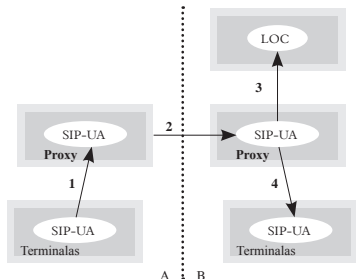 LOC
3
SIP-UA
Proxy
2
SIP-UA
Proxy
1
4
SIP-UA
Terminalas
SIP-UA
Terminalas
A
B